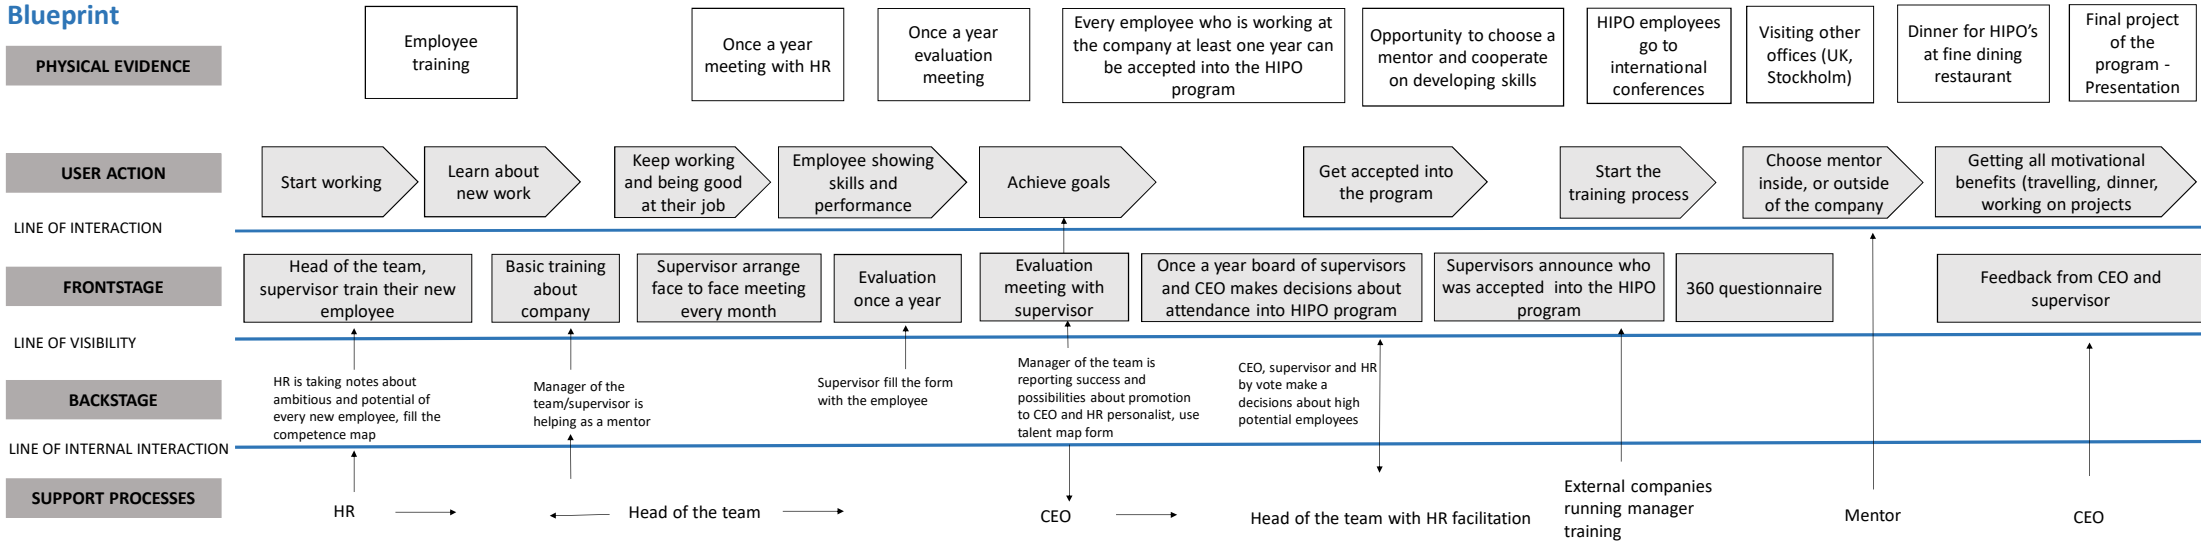 Blueprint
PHYSICAL EVIDENCE
Employee
training
Once a year
meeting with HR
Once a year
evaluation
meeting
Every employee who is working at
the company at least one year can
be accepted into the HIPO
program
Opportunity to choose a
mentor and cooperate
on developing skills
HIPO employees
go to
international
conferences
Visiting other
offices (UK,
Stockholm)
Dinner for HIPO's
at fine dining
restaurant
Final project
of the
program -
Presentation
USER ACTION
Start working
Learn about
new work
Keep working
and being good
at their job
Employee showing
skills and
performance
Achieve goals
Get accepted into
the program
Start the
training process
Choose mentor
inside, or outside
of the company
Getting all motivational
benefits (travelling, dinner,
working on projects
LINE OF INTERACTION
FRONTSTAGE
Head of the team,
supervisor train their new
employee
Basic training
about
company
Supervisor arrange
face to face meeting
every month
Evaluation
once a year
Evaluation
meeting with
supervisor
Once a year board of supervisors
and CEO makes decisions about
attendance into HIPO program
Supervisors announce who
was accepted into the HIPO
program
360 questionnaire
Feedback from CEO and
supervisor
LINE OF VISIBILITY
BACKSTAGE
HR is taking notes about
ambitious and potential of
every new employee, fill the
competence map
Manager of the
team/supervisor is
helping as a mentor
Supervisor fill the form
with the employee
Manager of the team is
reporting success and
possibilities about promotion
to CEO and HR personalist, use
talent map form
CEO, supervisor and HR
by vote make a
decisions about high
potential employees
LINE OF INTERNAL INTERACTION
SUPPORT PROCESSES
HR
Head of the team
CEO
Head of the team with HR facilitation
External companies
running manager
training
Mentor
CEO